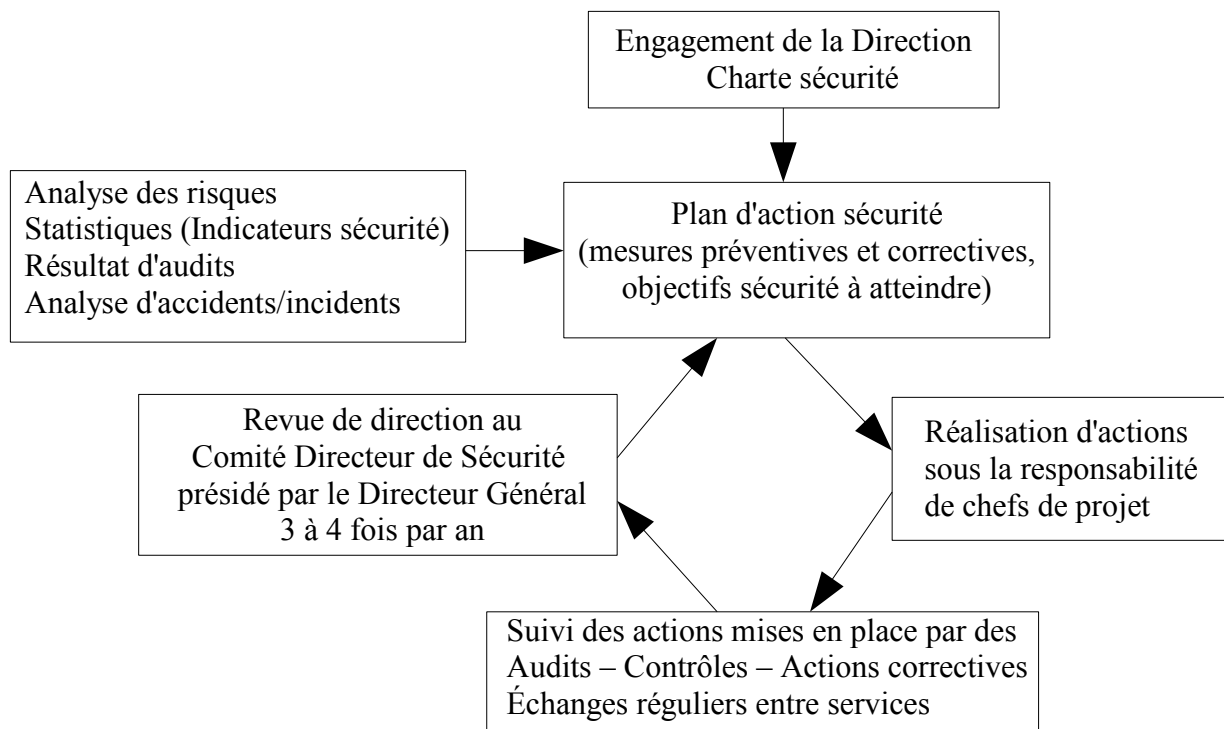 Engagement de la Direction
Charte sécurité
Analyse des risques
Statistiques (Indicateurs sécurité)
Résultat d'audits
Analyse d'accidents/incidents
Plan d'action sécurité
(mesures préventives et correctives,
objectifs sécurité à atteindre)
Revue de direction au
Comité Directeur de Sécurité
présidé par le Directeur Général
3 à 4 fois par an
Réalisation d'actions
sous la responsabilité
de chefs de projet
Suivi des actions mises en place par des
Audits – Contrôles – Actions correctives
Échanges réguliers entre services